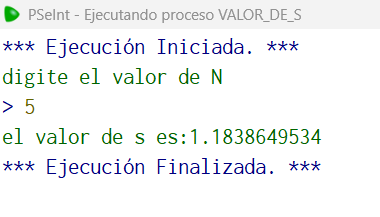 PSeInt - Ejecutando proceso VALOR_DE_S
*** Ejecución Iniciada. ***
digite el valor de N
> 5
el valor de s es:1.1838649534
*** Ejecución Finalizada. ***